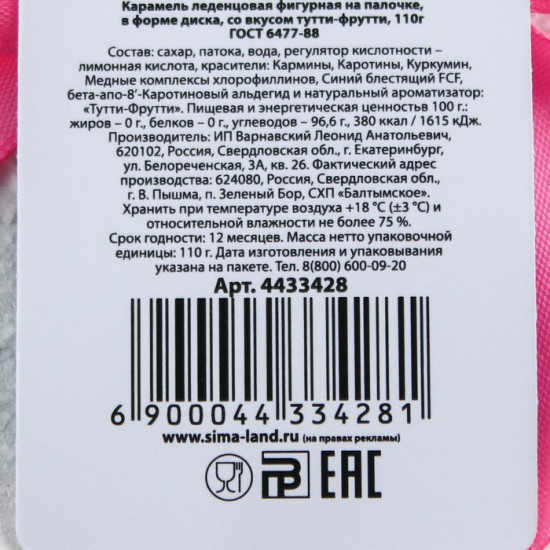 Карамель леденцовая фигурная на палочке,
в форме диска, со вкусом тутти-фрутти, 110г
ГОСТ 6477-88
Состав: сахар, патока, вода, регулятор кислотности –
лимонная кислота, красители: Кармины, Каротины, Куркумин,
Медные комплексы хлорофиллинов, Синий блестящий FCF,
бета-апо-8'-Каротиновый альдегид и натуральный ароматизатор:
«Тутти-Фрутти». Пищевая и энергетическая ценностьв 100 г.:
жиров – 0 г., белков – 0 г., углеводов – 96,6 г., 380 ккал / 1615 кДж.
Производитель: ИП Варнавский Леонид Анатольевич,
620102, Россия, Свердловская обл., г. Екатеринбург,
ул. Белореченская, 3А, кв. 26. Фактический адрес
производства: 624080, Россия, Свердловская обл.,
г. В. Пышма, п. Зеленый Бор, СХП «Балтымское».
Хранить при температуре воздуха +18 °С (±3 °С) и
относительной влажности не более 75 %.
Срок годности: 12 месяцев. Масса нетто упаковочной
единицы: 110 г. Дата изготовления и упаковывания
указана на пакете. Тел. 8(800) 600-09-20
Арт. 4433428
6 900044 334281
www.sima-land.ru (на правах рекламы)
РВ ЕАС